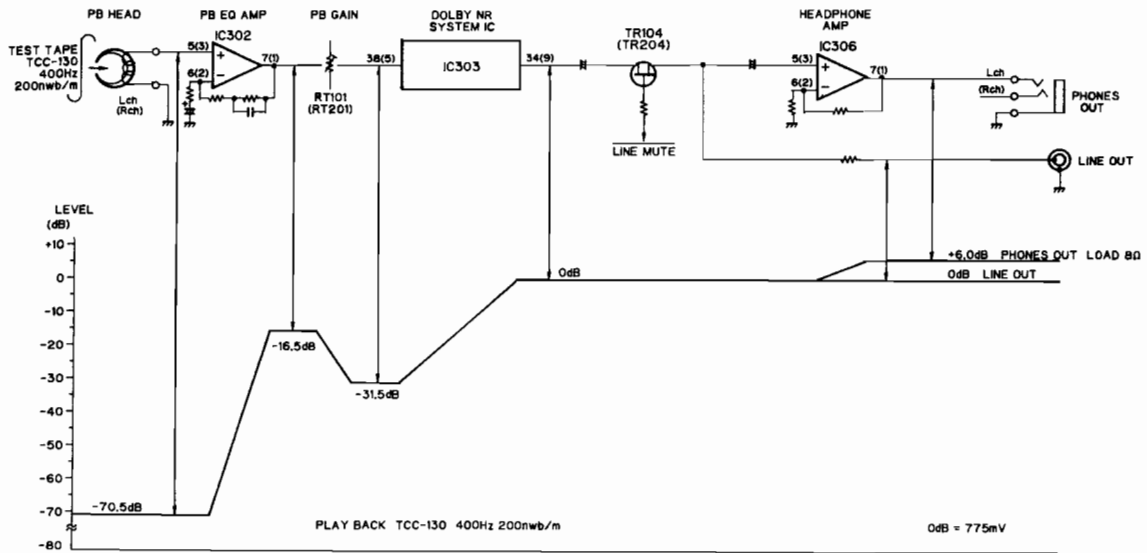 PB HEAD
PB EQ AMP
IC302
PB GAIN
DOLBY NR
SYSTEM IC
HEADPHONE
AMP
IC306
TR104
(TR204)
TEST TAPE
TCC-130
400Hz
200nwb/m
5(3)
+
7(1)
6(2)
−
+
38(5)
IC303
34(9)
5(3)
+
7(1)
6(2)
−
Lch
(Rch)
RT101
(RT201)
LINE MUTE
Lch
(Rch)
PHONES
OUT
LINE OUT
LEVEL
(dB)
+10
0
-10
-20
-30
-40
-50
-60
-70
-80
-70.5dB
-16.5dB
-31.5dB
0dB
+6.0dB PHONES OUT LOAD 8Ω
0dB LINE OUT
PLAY BACK TCC-130 400Hz 200nwb/m
0dB = 775mV